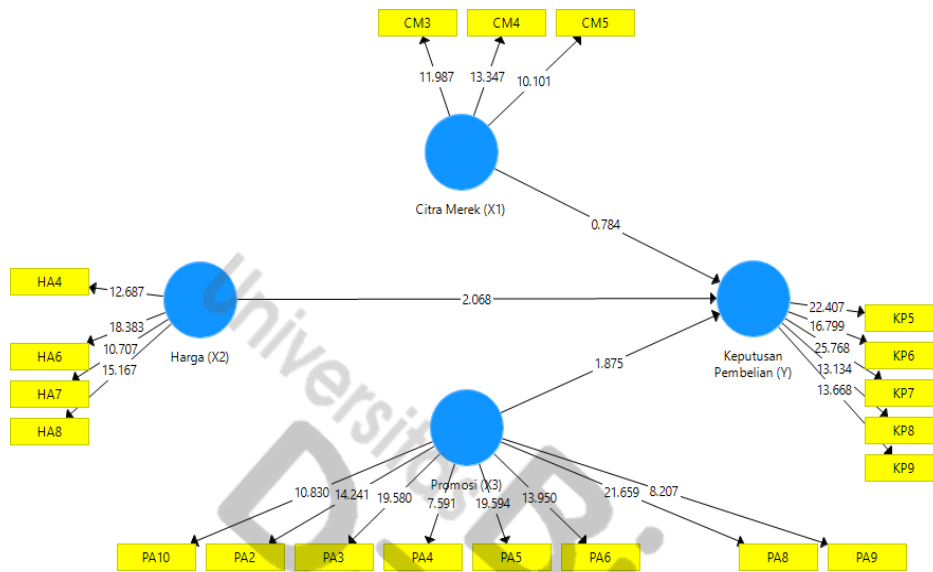 CM3 CM4 CM5
11.987 13.347 10.101
Citra Merek (X1)
0.784
HA4
12.687
HA6
18.383
HA7
10.707
HA8
15.167
Harga (X2)
2.068
22.407
16.799
25.768
13.134
13.668
KP5
KP6
KP7
KP8
KP9
Keputusan
Pembelian (Y)
1.875
Promosi (X3)
10.830 14.241 19.580 7.591 19.594 13.950 21.659 8.207
PA10 PA2 PA3 PA4 PA5 PA6 PA8 PA9
Universitas